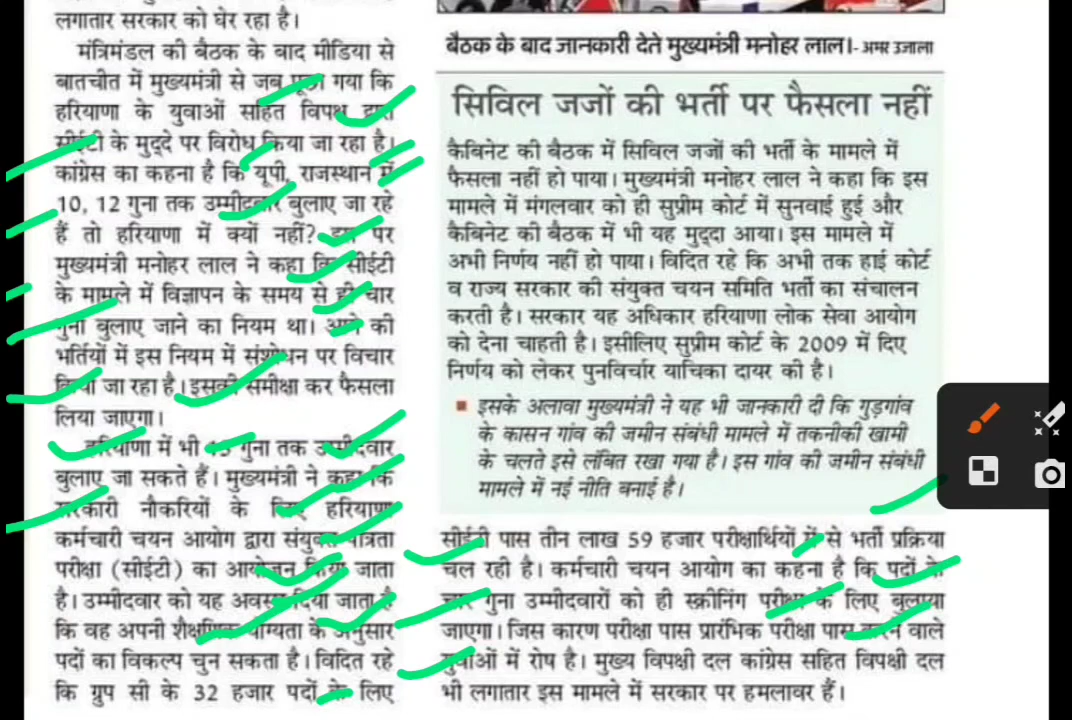 लगातार सरकार को घेर रहा है।
मंत्रिमंडल की बैठक के बाद मीडिया से
बातचीत में मुख्यमंत्री से जब पूछा गया कि
हरियाणा के युवाओं सहित विपक्ष द्वारा
सीईटी के मुद्दे पर विरोध किया जा रहा है।
कांग्रेस का कहना है कि यूपी, राजस्थान में
10, 12 गुना तक उम्मीदवार बुलाए जा रहे
हैं तो हरियाणा में क्यों नहीं? इस पर
मुख्यमंत्री मनोहर लाल ने कहा कि सीईटी
के मामले में विज्ञापन के समय से ही चार
गुना बुलाए जाने का नियम था। आगे की
भर्तियों में इस नियम में संशोधन पर विचार
किया जा रहा है। इसकी समीक्षा कर फैसला
लिया जाएगा।
हरियाणा में भी गुना तक उम्मीदवार
बुलाए जा सकते हैं। मुख्यमंत्री ने कहा कि
सरकारी नौकरियों के लिए हरियाणा
कर्मचारी चयन आयोग द्वारा संयुक्त पात्रता
परीक्षा (सीईटी) का आयोजन किया जाता
है। उम्मीदवार को यह अवसर दिया जाता है
कि वह अपनी शैक्षणिक योग्यता के अनुसार
पदों का विकल्प चुन सकता है। विदित रहे
कि ग्रुप सी के 32 हजार पदों के लिए
बैठक के बाद जानकारी देते मुख्यमंत्री मनोहर लाल।- अमर उजाला
सिविल जजों की भर्ती पर फैसला नहीं
कैबिनेट की बैठक में सिविल जजों की भर्ती के मामले में
फैसला नहीं हो पाया। मुख्यमंत्री मनोहर लाल ने कहा कि इस
मामले में मंगलवार को ही सुप्रीम कोर्ट में सुनवाई हुई और
कैबिनेट की बैठक में भी यह मुद्दा आया। इस मामले में
अभी निर्णय नहीं हो पाया। विदित रहे कि अभी तक हाई कोर्ट
व राज्य सरकार की संयुक्त चयन समिति भर्ती का संचालन
करती है। सरकार यह अधिकार हरियाणा लोक सेवा आयोग
को देना चाहती है। इसीलिए सुप्रीम कोर्ट के 2009 में दिए
निर्णय को लेकर पुनर्विचार याचिका दायर की है।
इसके अलावा मुख्यमंत्री ने यह भी जानकारी दी कि गुड़गांव
के कासन गांव की जमीन संबंधी मामले में तकनीकी खामी
के चलते इसे लंबित रखा गया है। इस गांव की जमीन संबंधी
मामले में नई नीति बनाई है।
सीईटी पास तीन लाख 59 हजार परीक्षार्थियों में से भर्ती प्रक्रिया
चल रही है। कर्मचारी चयन आयोग का कहना है कि पदों के
चार गुना उम्मीदवारों को ही स्क्रीनिंग परीक्षा के लिए बुलाया
जाएगा। जिस कारण परीक्षा पास प्रारंभिक परीक्षा पास करने वाले
युवाओं में रोष है। मुख्य विपक्षी दल कांग्रेस सहित विपक्षी दल
भी लगातार इस मामले में सरकार पर हमलावर हैं।